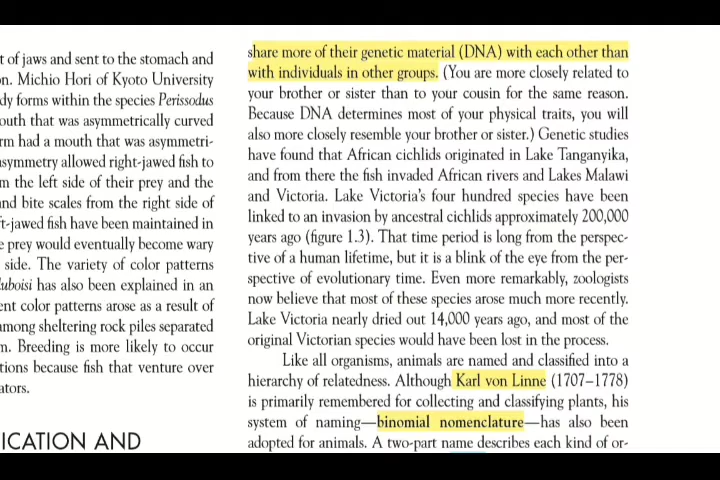 t of jaws and sent to the stomach and
on. Michio Hori of Kyoto University
dy forms within the species Perissodus
outh that was asymmetrically curved
rm had a mouth that was asymmetri-
asymmetry allowed right-jawed fish to
m the left side of their prey and the
and bite scales from the right side of
ft-jawed fish have been maintained in
e prey would eventually become wary
side. The variety of color patterns
uboisi has also been explained in an
ent color patterns arose as a result of
among sheltering rock piles separated
m. Breeding is more likely to occur
tions because fish that venture over
ators.
ICATION AND
share more of their genetic material (DNA) with each other than
with individuals in other groups. (You are more closely related to
your brother or sister than to your cousin for the same reason.
Because DNA determines most of your physical traits, you will
also more closely resemble your brother or sister.) Genetic studies
have found that African cichlids originated in Lake Tanganyika,
and from there the fish invaded African rivers and Lakes Malawi
and Victoria. Lake Victoria's four hundred species have been
linked to an invasion by ancestral cichlids approximately 200,000
years ago (figure 1.3). That time period is long from the perspec-
tive of a human lifetime, but it is a blink of the eye from the per-
spective of evolutionary time. Even more remarkably, zoologists
now believe that most of these species arose much more recently.
Lake Victoria nearly dried out 14,000 years ago, and most of the
original Victorian species would have been lost in the process.
Like all organisms, animals are named and classified into a
hierarchy of relatedness. Although Karl von Linne (1707–1778)
is primarily remembered for collecting and classifying plants, his
system of naming—binomial nomenclature—has also been
adopted for animals. A two-part name describes each kind of or-